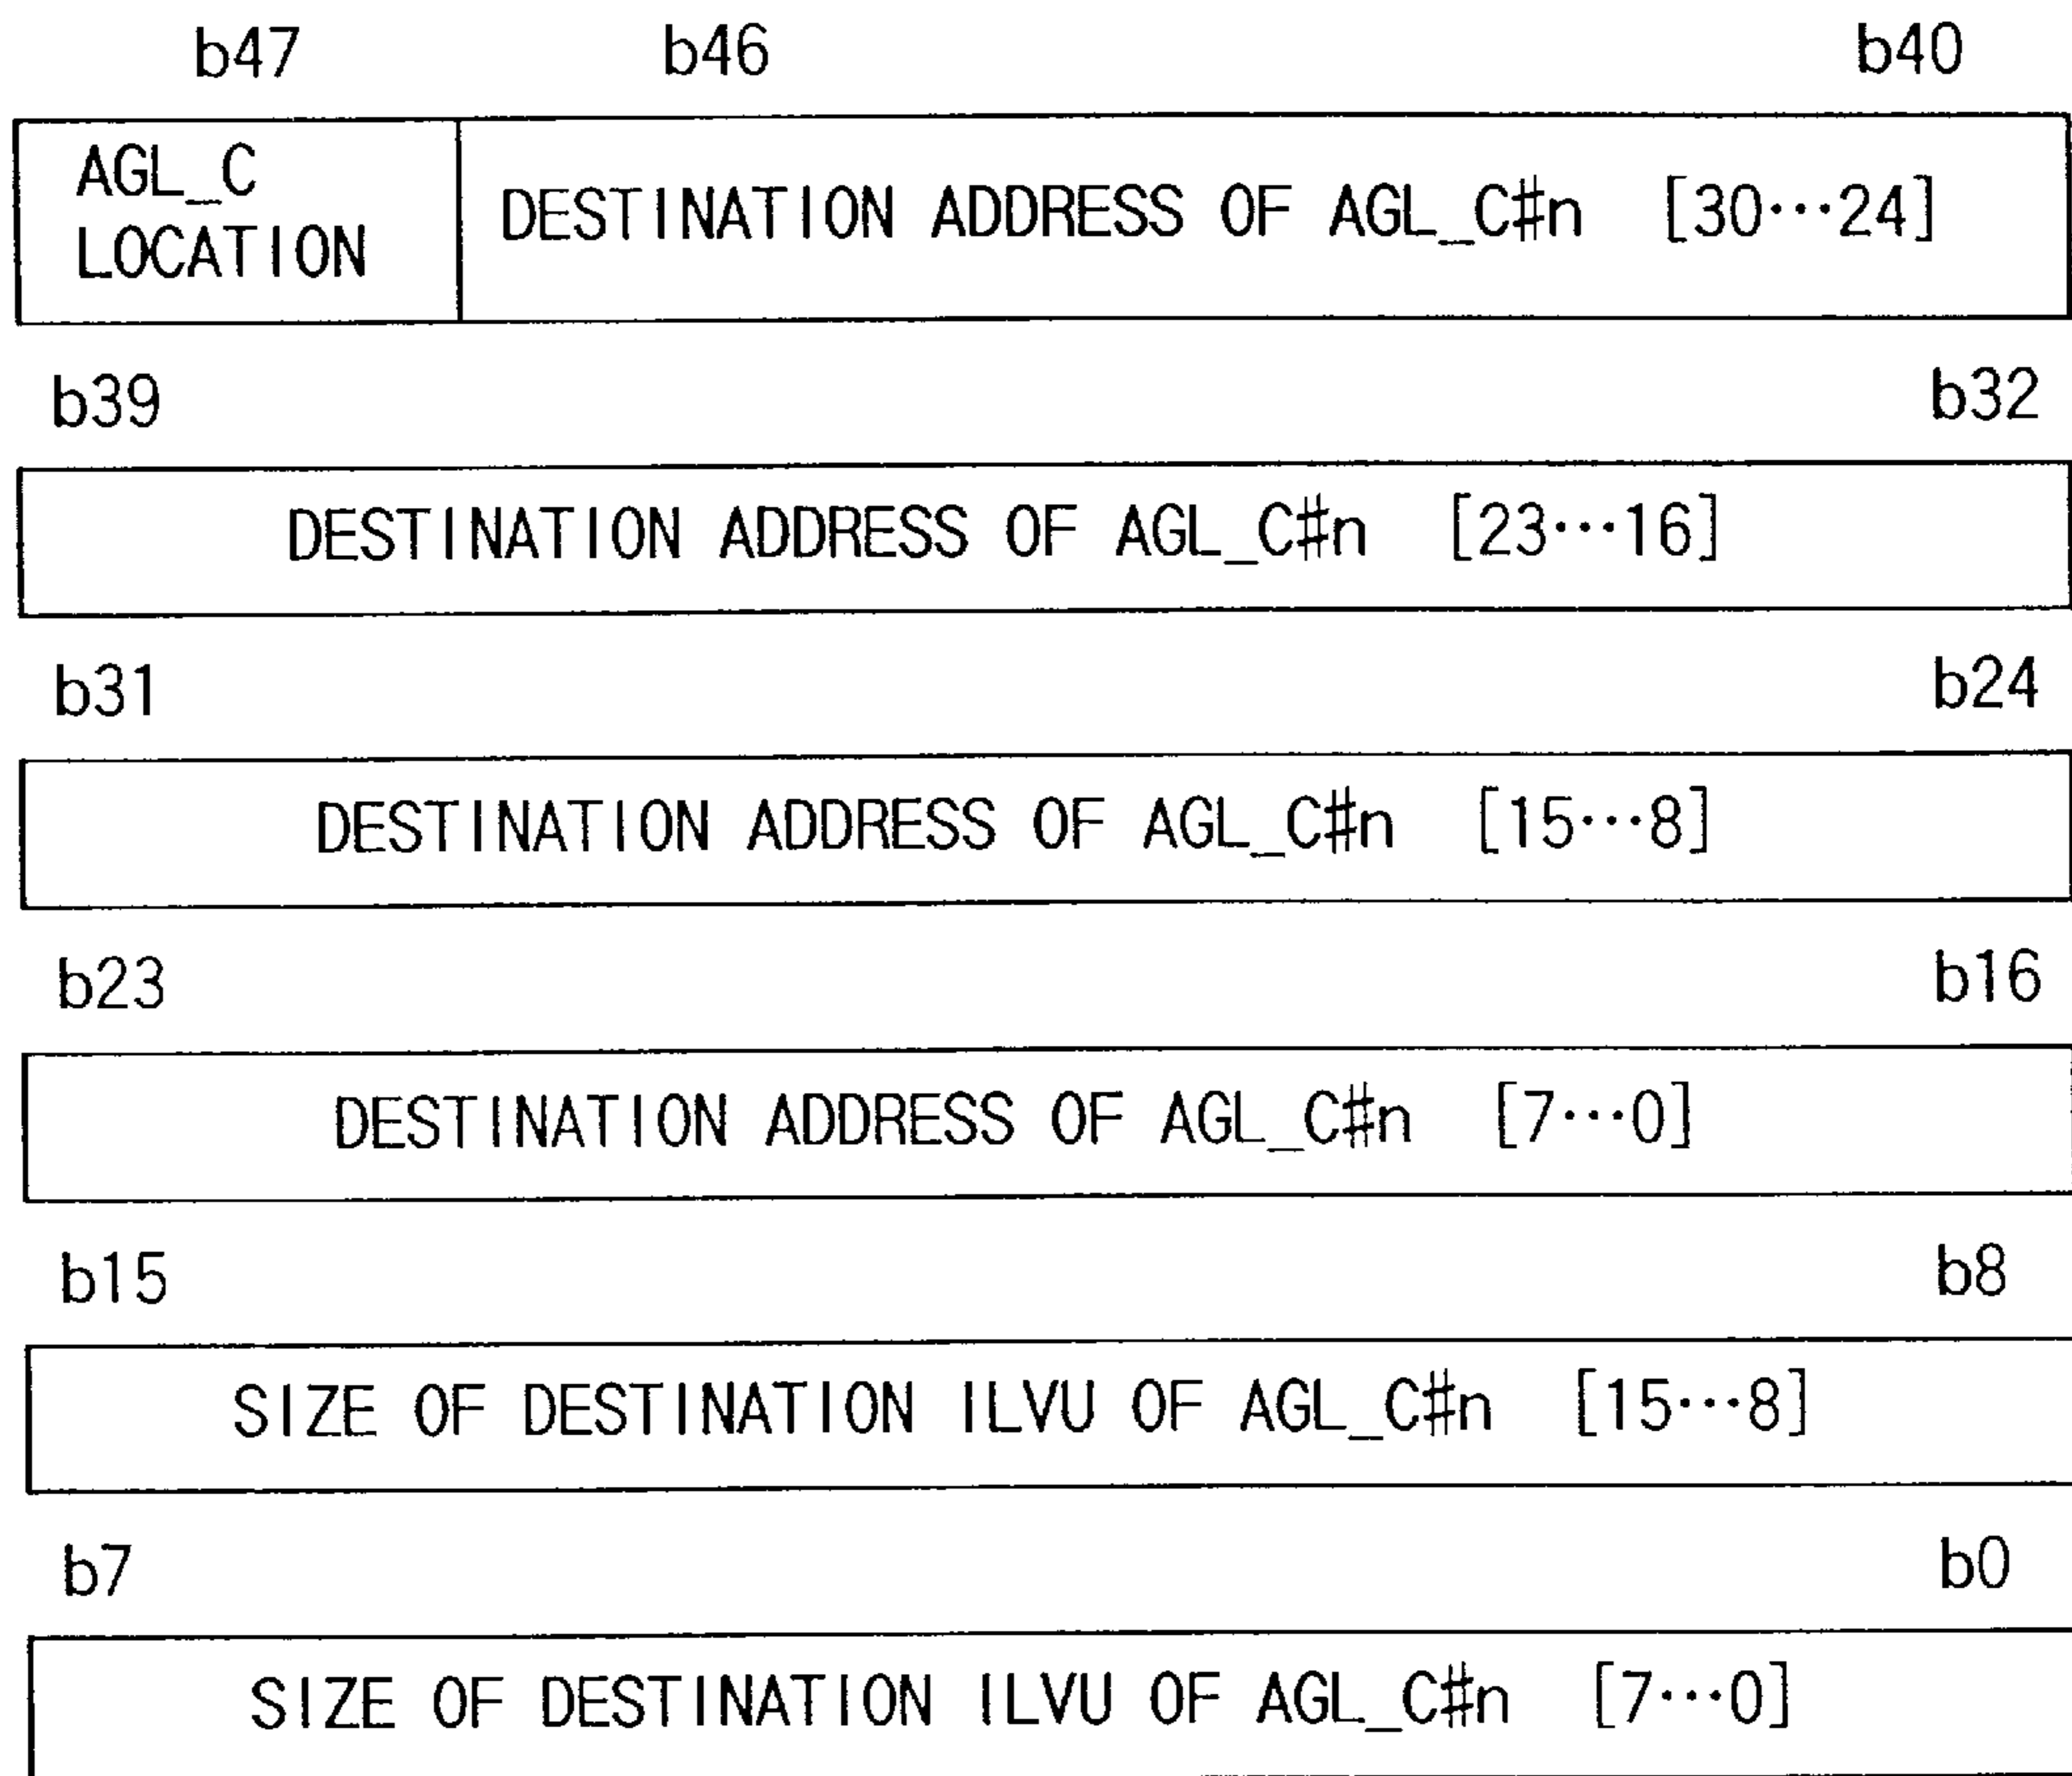 b47 b46 b40
AGL_C
LOCATION
DESTINATION ADDRESS OF AGL_C#n [30···24]
b39 b32
DESTINATION ADDRESS OF AGL_C#n [23···16]
b31 b24
DESTINATION ADDRESS OF AGL_C#n [15···8]
b23 b16
DESTINATION ADDRESS OF AGL_C#n [7···0]
b15 b8
SIZE OF DESTINATION ILVU OF AGL_C#n [15···8]
b7 b0
SIZE OF DESTINATION ILVU OF AGL_C#n [7···0]